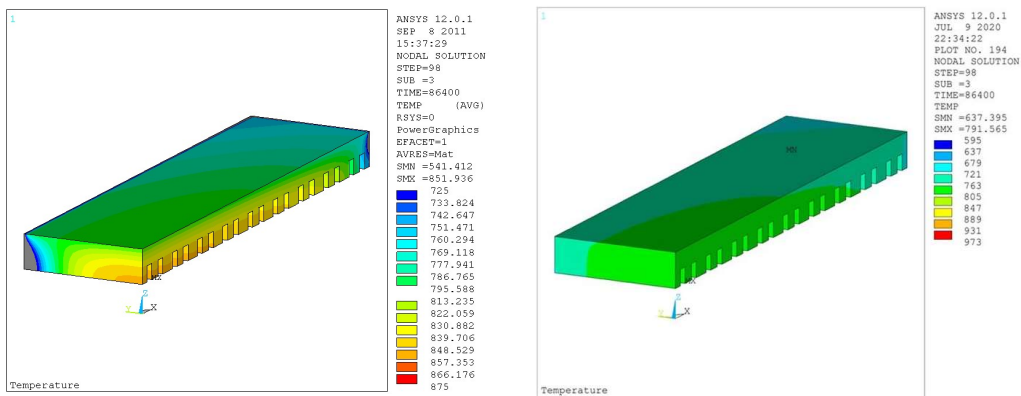 1
ANSYS 12.0.1
SEP 8 2011
15:37:29
NODAL SOLUTION
STEP=98
SUB =3
TIME=86400
TEMP (AVG)
RSYS=0
PowerGraphics
EFACET=1
AVRES=Mat
SMN =541.412
SMX =851.936
725
733.824
742.647
751.471
760.294
769.118
777.941
786.765
795.588
813.235
822.059
830.882
839.706
848.529
857.353
866.176
875
MX
Z
Y X
Temperature
1
ANSYS 12.0.1
JUL 9 2020
22:34:22
PLOT NO. 194
NODAL SOLUTION
STEP=98
SUB =3
TIME=86400
TEMP
SMN =637.395
SMX =791.565
595
637
679
721
763
805
847
889
931
973
MN
MX
Z
Y X
Temperature